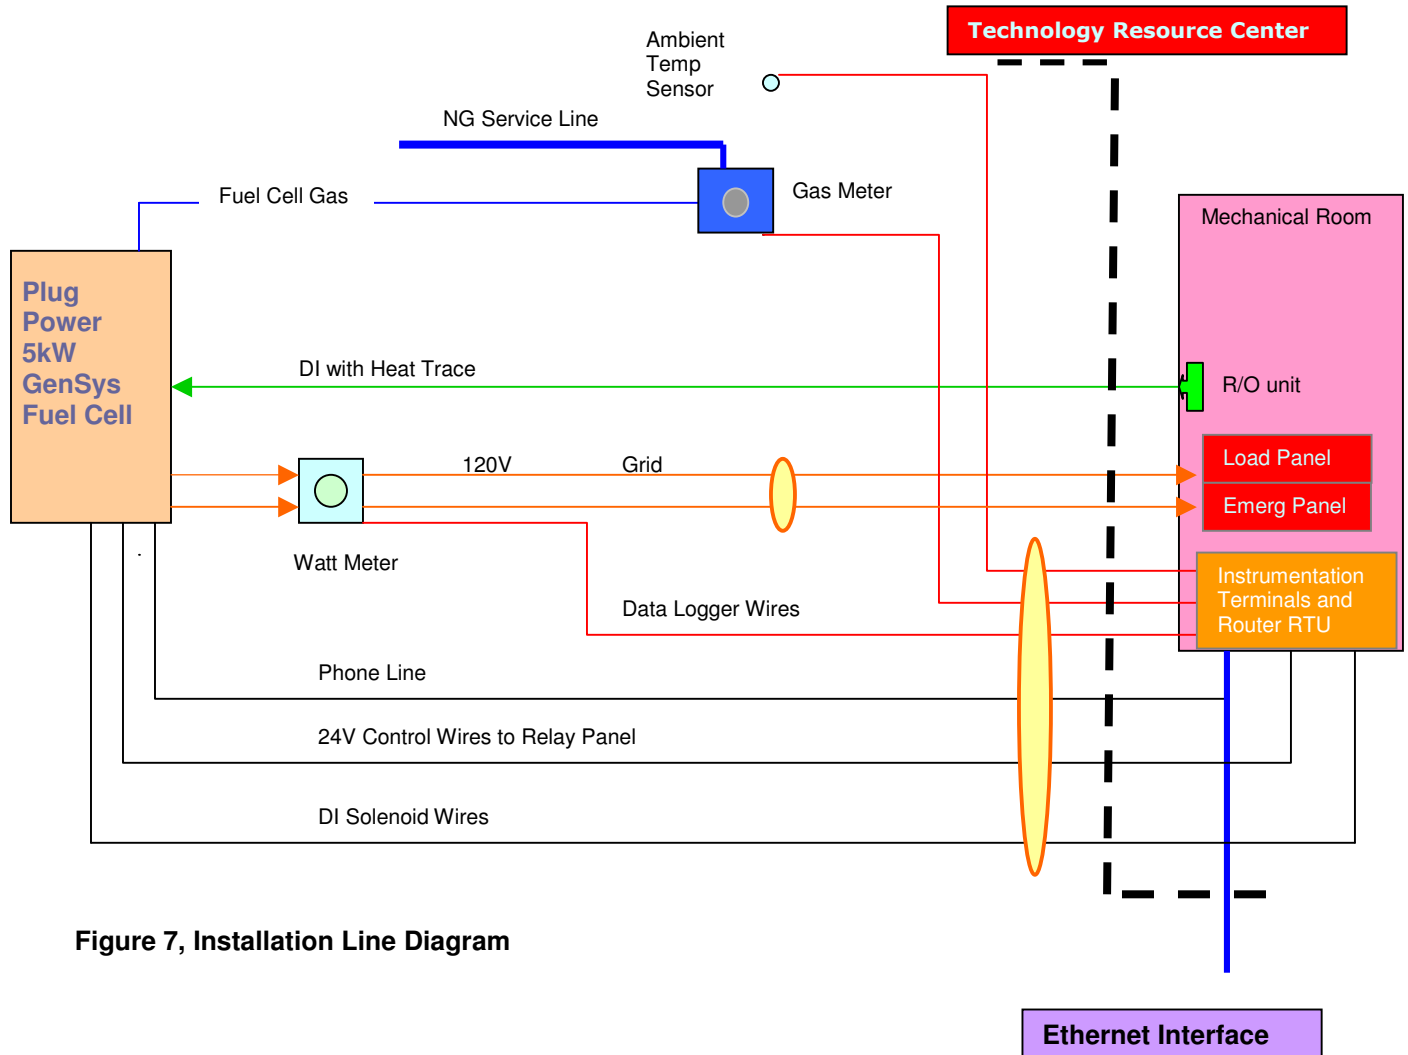 Technology Resource Center
Ambient
Temp
Sensor
NG Service Line
Fuel Cell Gas
Gas Meter
Mechanical Room
Plug
Power
5kW
GenSys
Fuel Cell
DI with Heat Trace
R/O unit
120V
Grid
Load Panel
Emerg Panel
Watt Meter
Instrumentation
Terminals and
Router RTU
Data Logger Wires
Phone Line
24V Control Wires to Relay Panel
DI Solenoid Wires
Figure 7, Installation Line Diagram
Ethernet Interface